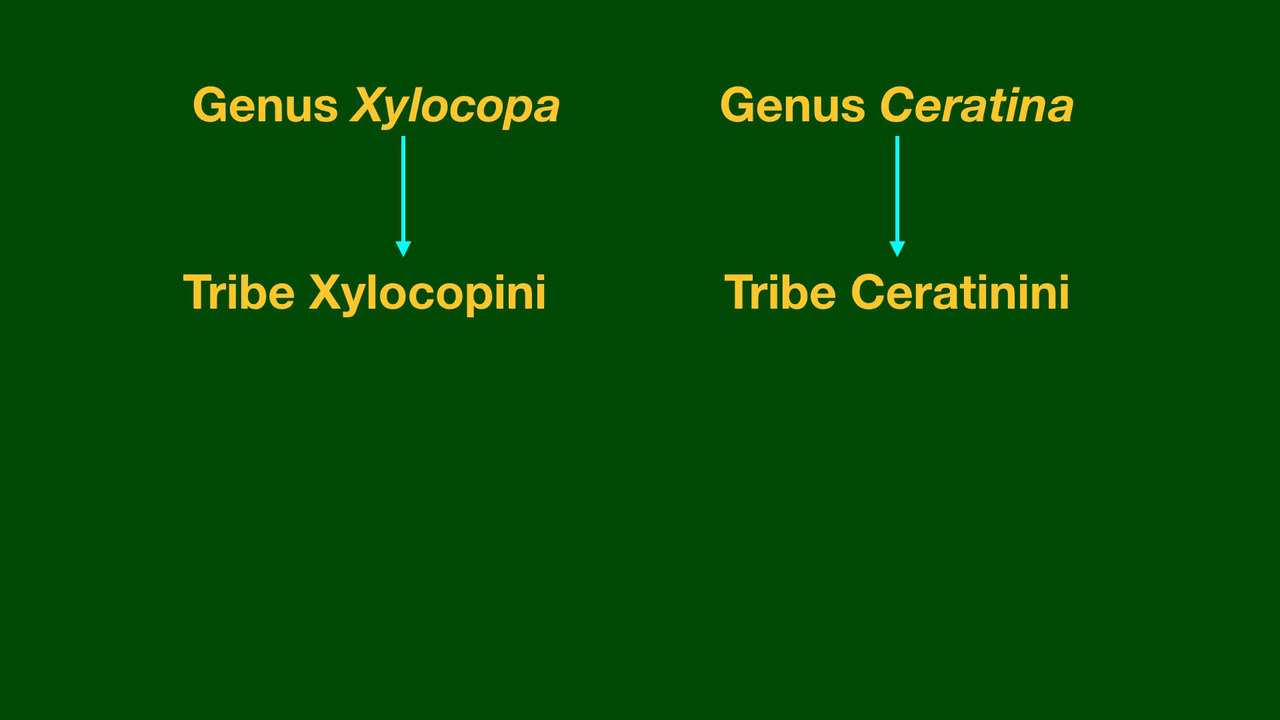 Genus Xylocopa
Genus Ceratina
Tribe Xylocopini
Tribe Ceratinini